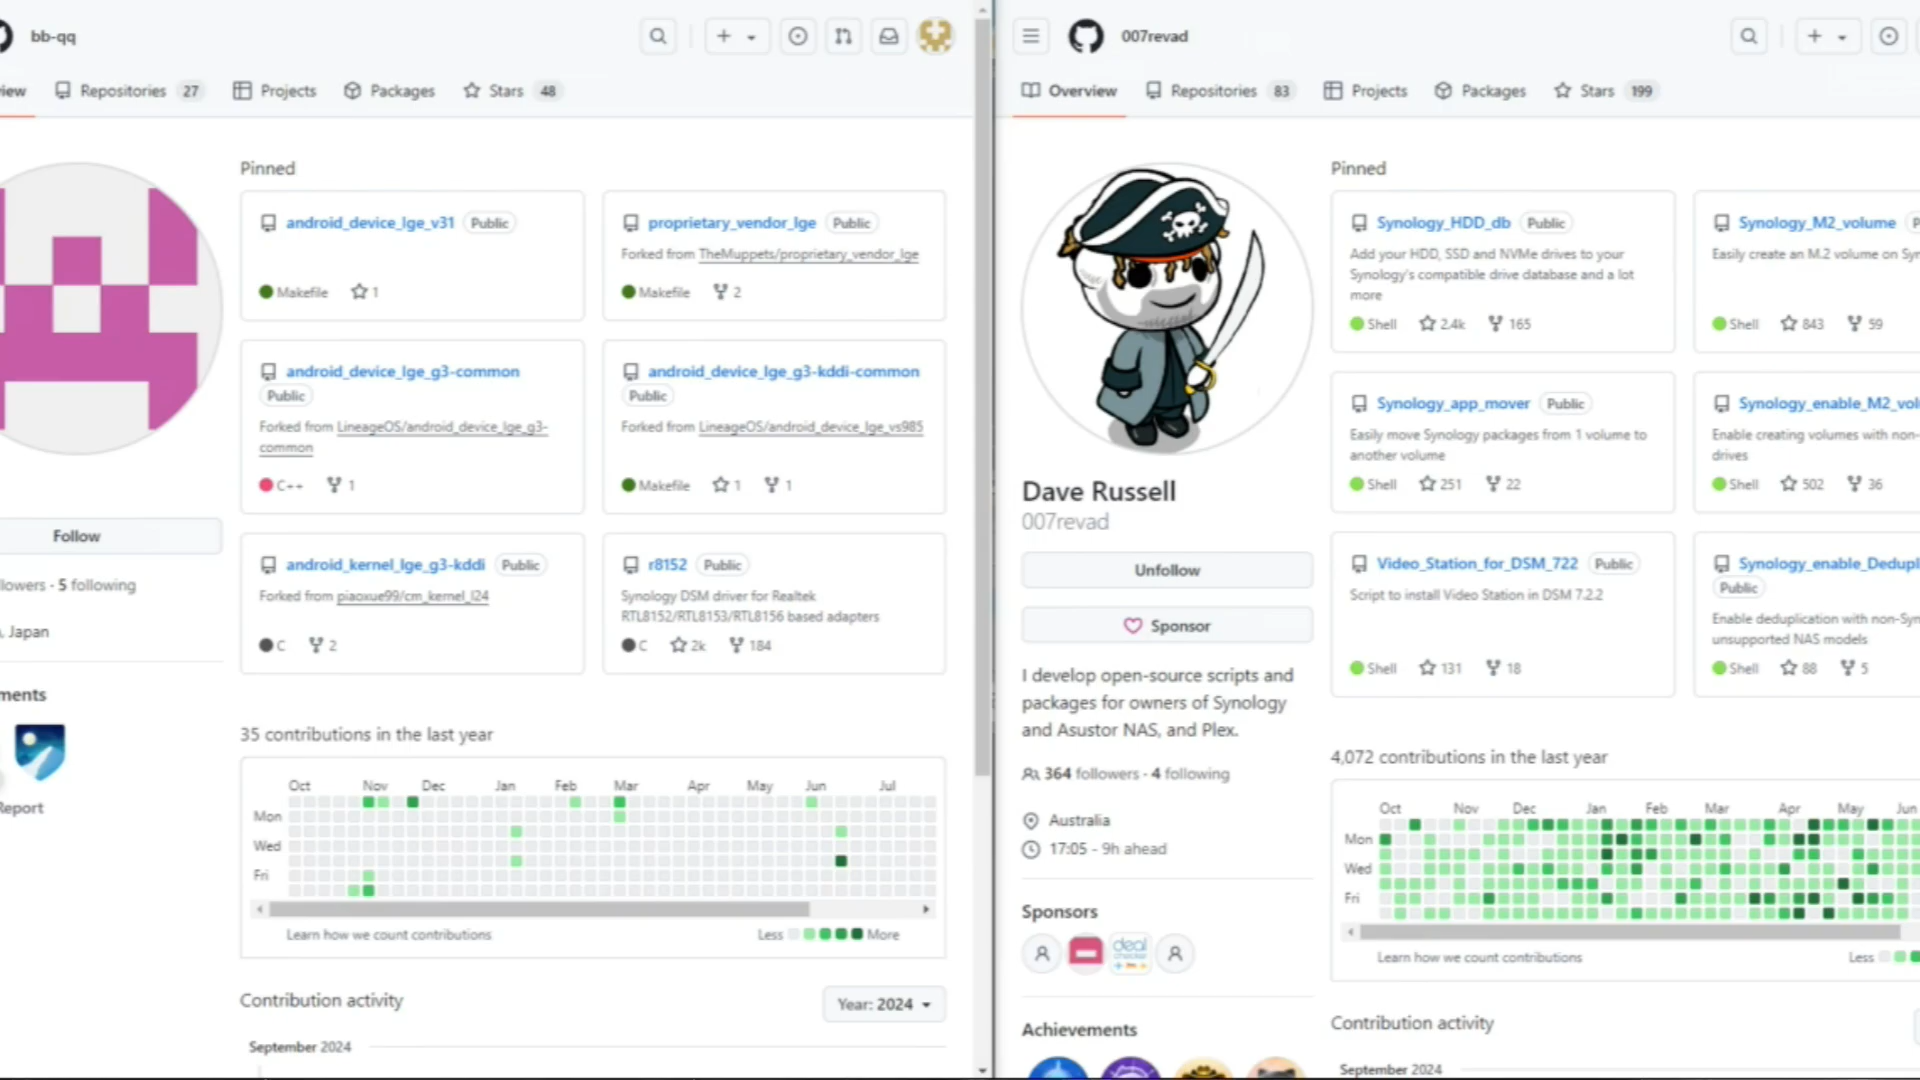 bb-qq
Repositories 27
Projects
Packages
Stars 48
Pinned
android_device_lge_v31 Public
Makefile 1
proprietary_vendor_lge Public
Forked from TheMuppets/proprietary_vendor_lge
Makefile 2
android_device_lge_g3-common
Public
Forked from LineageOS/android_device_lge_g3-
common
C++ 1
android_device_lge_g3-kddi-common
Public
Forked from LineageOS/android_device_lge_vs985
Makefile 1 1
android_kernel_lge_g3-kddi Public
Forked from piaoxue99/cm_kernel_l24
C 2
r8152 Public
Synology DSM driver for Realtek
RTL8152/RTL8153/RTL8156 based adapters
C 2k 184
Follow
lowers · 5 following
, Japan
ments
Report
35 contributions in the last year
Oct Nov Dec Jan Feb Mar Apr May Jun Jul
Mon
Wed
Fri
Learn how we count contributions
Less More
Contribution activity
Year: 2024
September 2024
007revad
Overview
Repositories 83
Projects
Packages
Stars 199
Dave Russell
007revad
Unfollow
Sponsor
I develop open-source scripts and
packages for owners of Synology
and Asustor NAS, and Plex.
364 followers · 4 following
Australia
17:05 - 9h ahead
Sponsors
deal
checker
Achievements
Pinned
Synology_HDD_db Public
Add your HDD, SSD and NVMe drives to your
Synology's compatible drive database and a lot
more
Shell 2.4k 165
Synology_M2_volume P
Easily create an M.2 volume on Syn
Shell 843 59
Synology_app_mover Public
Easily move Synology packages from 1 volume to
another volume
Shell 251 22
Synology_enable_M2_vol
Enable creating volumes with non-
drives
Shell 502 36
Video_Station_for_DSM_722 Public
Script to install Video Station in DSM 7.2.2
Shell 131 18
Synology_enable_Dedupl
Public
Enable deduplication with non-Syn
unsupported NAS models
Shell 88 5
4,072 contributions in the last year
Oct Nov Dec Jan Feb Mar Apr May Jun
Mon
Wed
Fri
Learn how we count contributions
Less
Contribution activity
September 2024